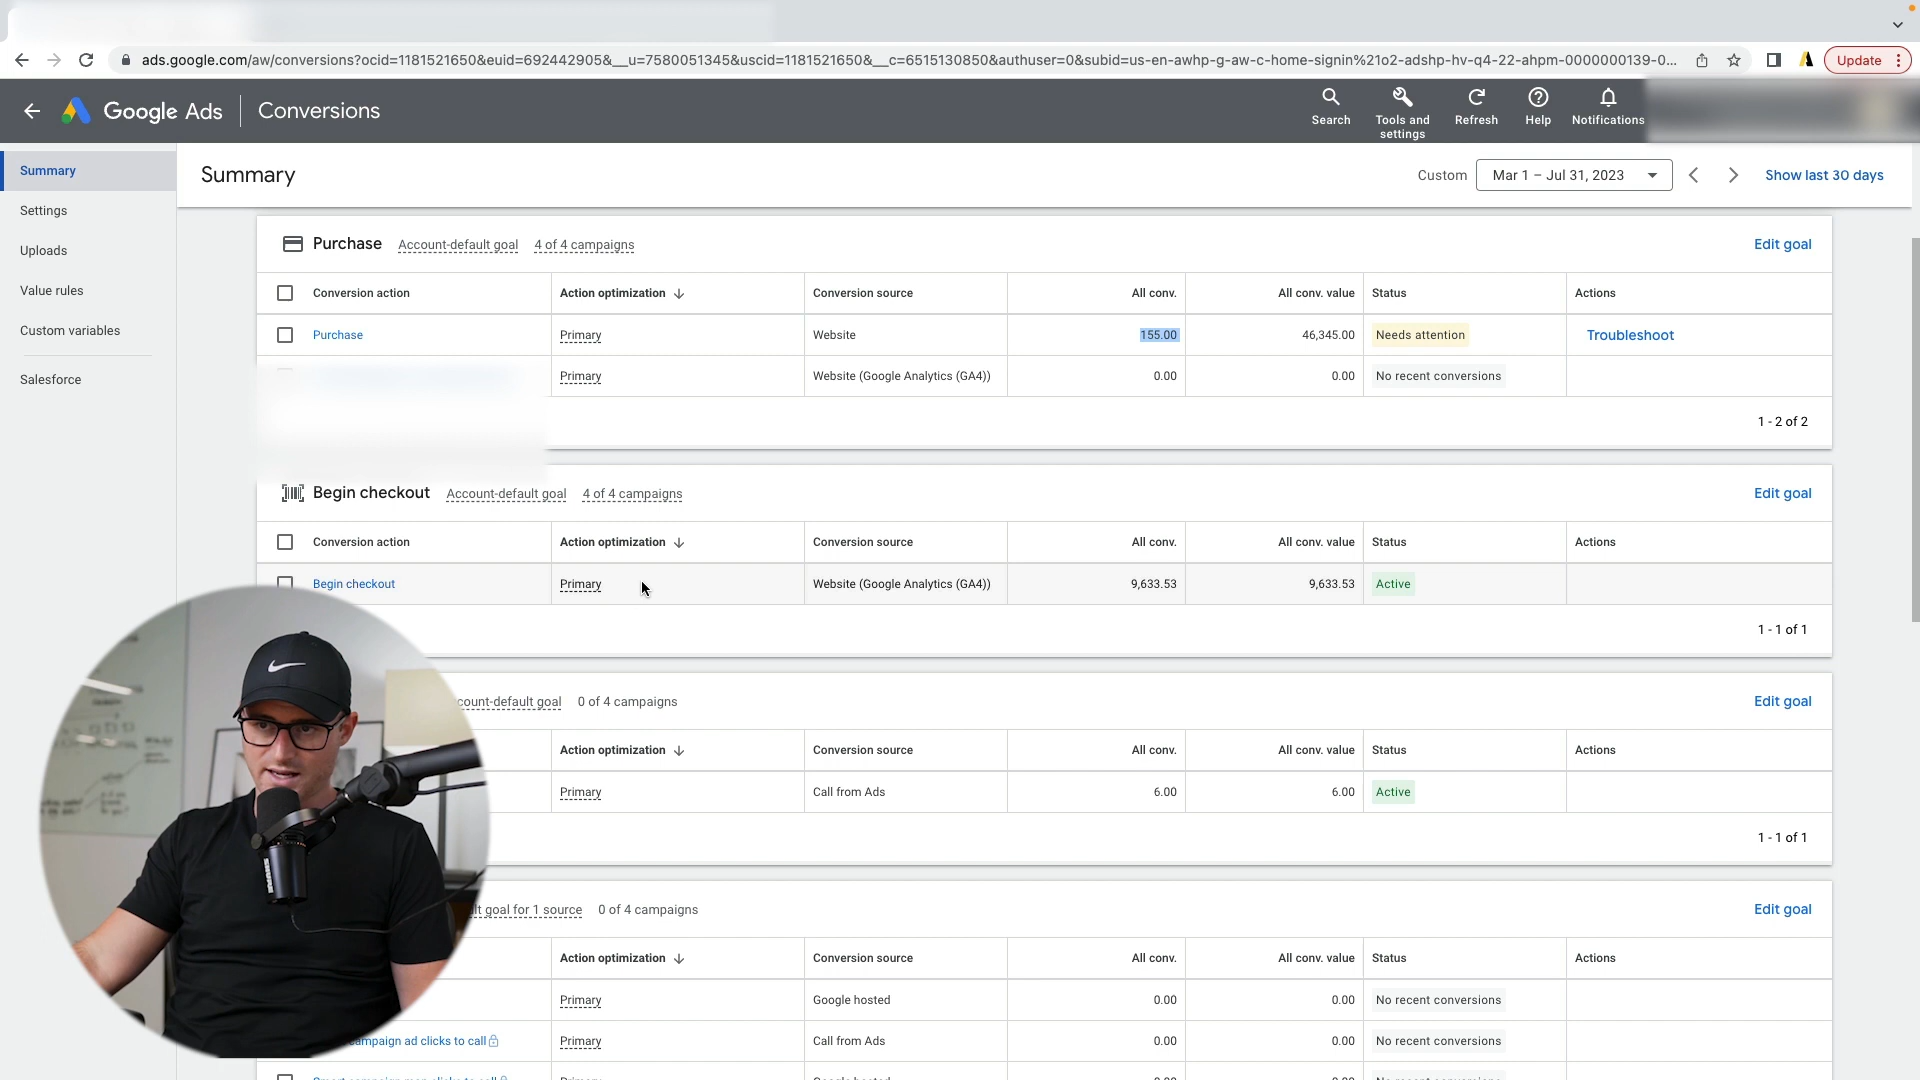 ads.google.com/aw/conversions?ocid=1181521650&euid=692442905&__u=7580051345&uscid=1181521650&__c=6515130850&authuser=0&subid=us-en-awhp-g-aw-c-home-signin%21o2-adshp-hv-q4-22-ahpm-0000000139-0...
Update
Google Ads
Conversions
Search
Tools and settings
Refresh
Help
Notifications
Summary
Settings
Uploads
Value rules
Custom variables
Salesforce
Summary
Custom Mar 1 – Jul 31, 2023 Show last 30 days
Purchase Account-default goal 4 of 4 campaigns Edit goal
Conversion action Action optimization Conversion source All conv. All conv. value Status Actions
Purchase Primary Website 155.00 46,345.00 Needs attention Troubleshoot
Primary Website (Google Analytics (GA4)) 0.00 0.00 No recent conversions
1 - 2 of 2
Begin checkout Account-default goal 4 of 4 campaigns Edit goal
Conversion action Action optimization Conversion source All conv. All conv. value Status Actions
Begin checkout Primary Website (Google Analytics (GA4)) 9,633.53 9,633.53 Active
1 - 1 of 1
count-default goal 0 of 4 campaigns Edit goal
Action optimization Conversion source All conv. All conv. value Status Actions
Primary Call from Ads 6.00 6.00 Active
1 - 1 of 1
goal for 1 source 0 of 4 campaigns Edit goal
Action optimization Conversion source All conv. All conv. value Status Actions
Primary Google hosted 0.00 0.00 No recent conversions
campaign ad clicks to call Primary Call from Ads 0.00 0.00 No recent conversions